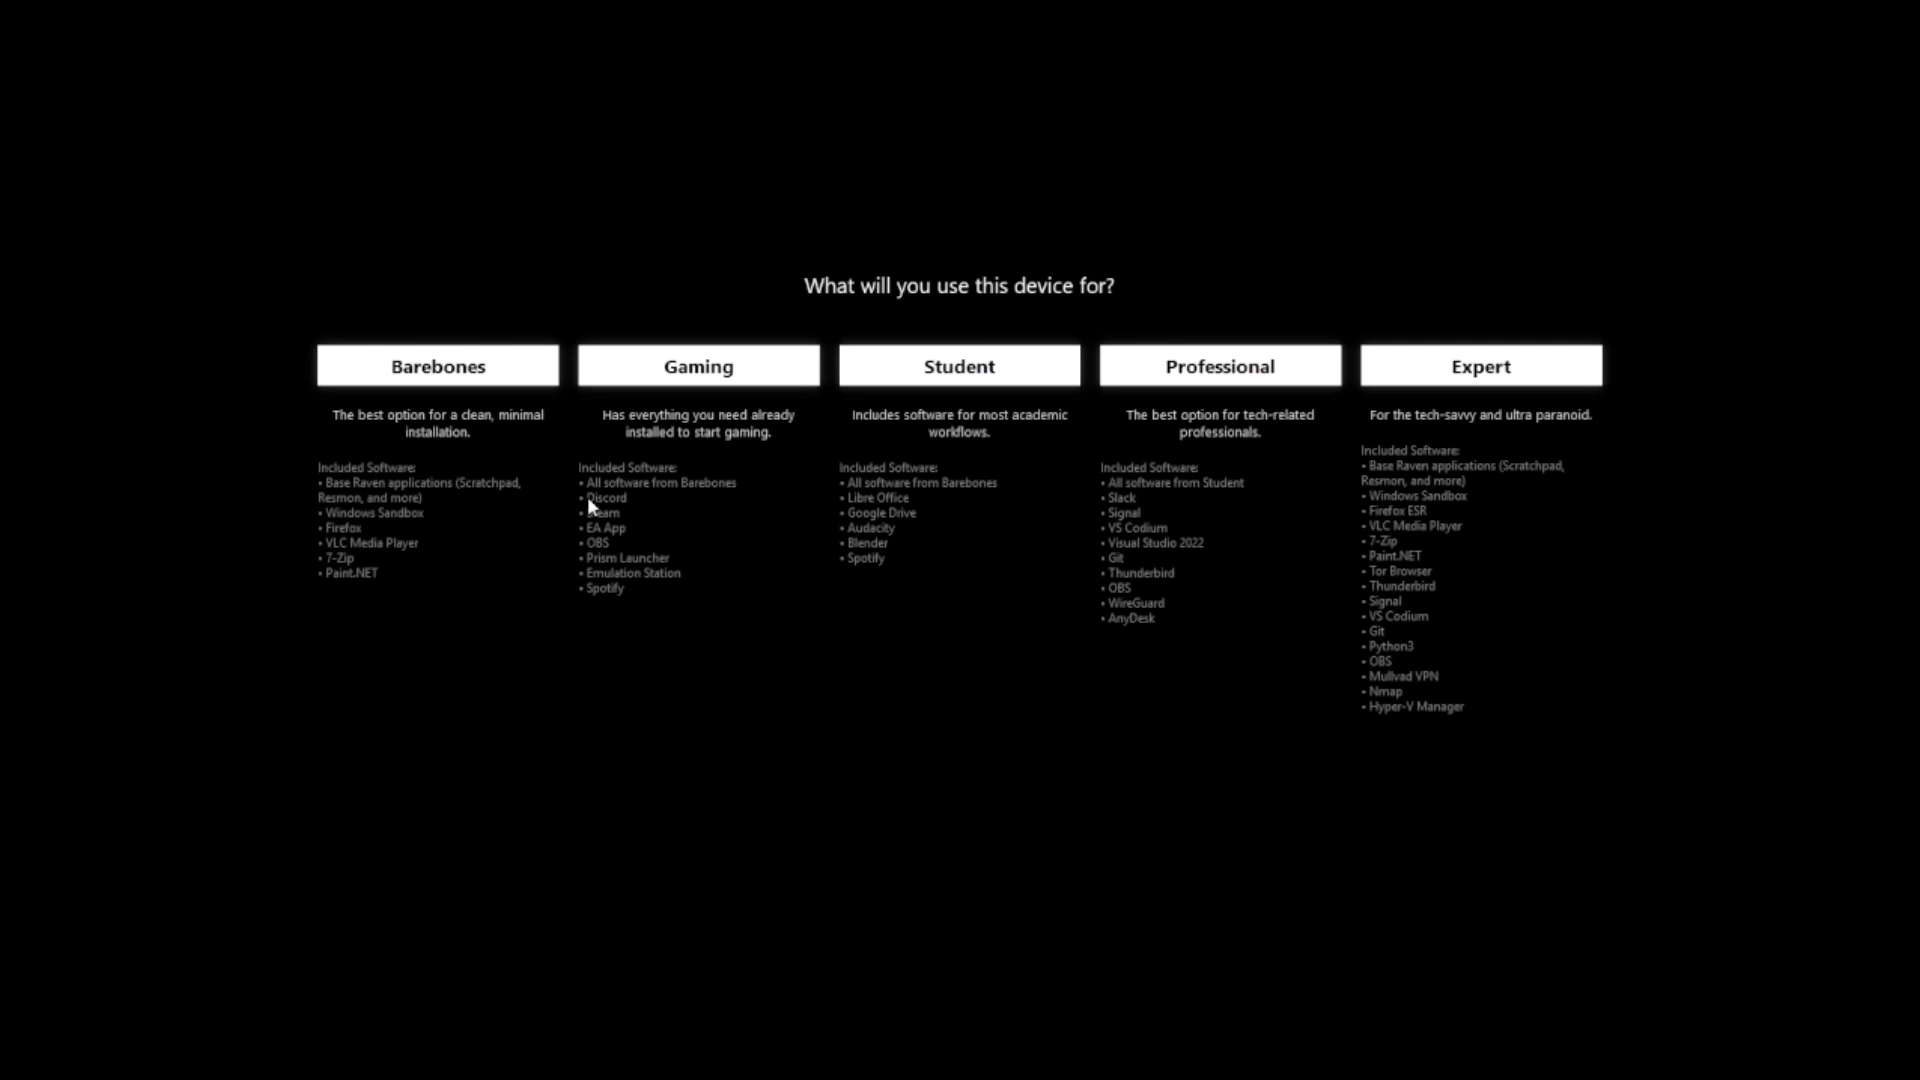 What will you use this device for?
Barebones
The best option for a clean, minimal
installation.
Included Software:
• Base Raven applications (Scratchpad,
Resmon, and more)
• Windows Sandbox
• Firefox
• VLC Media Player
• 7-Zip
• Paint.NET
Gaming
Has everything you need already
installed to start gaming.
Included Software:
• All software from Barebones
• Discord
• Steam
• EA App
• OBS
• Prism Launcher
• Emulation Station
• Spotify
Student
Includes software for most academic
workflows.
Included Software:
• All software from Barebones
• Libre Office
• Google Drive
• Audacity
• Blender
• Spotify
Professional
The best option for tech-related
professionals.
Included Software:
• All software from Student
• Slack
• Signal
• VS Codium
• Visual Studio 2022
• Git
• Thunderbird
• OBS
• WireGuard
• AnyDesk
Expert
For the tech-savvy and ultra paranoid.
Included Software:
• Base Raven applications (Scratchpad,
Resmon, and more)
• Windows Sandbox
• Firefox ESR
• VLC Media Player
• 7-Zip
• Paint.NET
• Tor Browser
• Thunderbird
• Signal
• VS Codium
• Git
• Python3
• OBS
• Mullvad VPN
• Nmap
• Hyper-V Manager